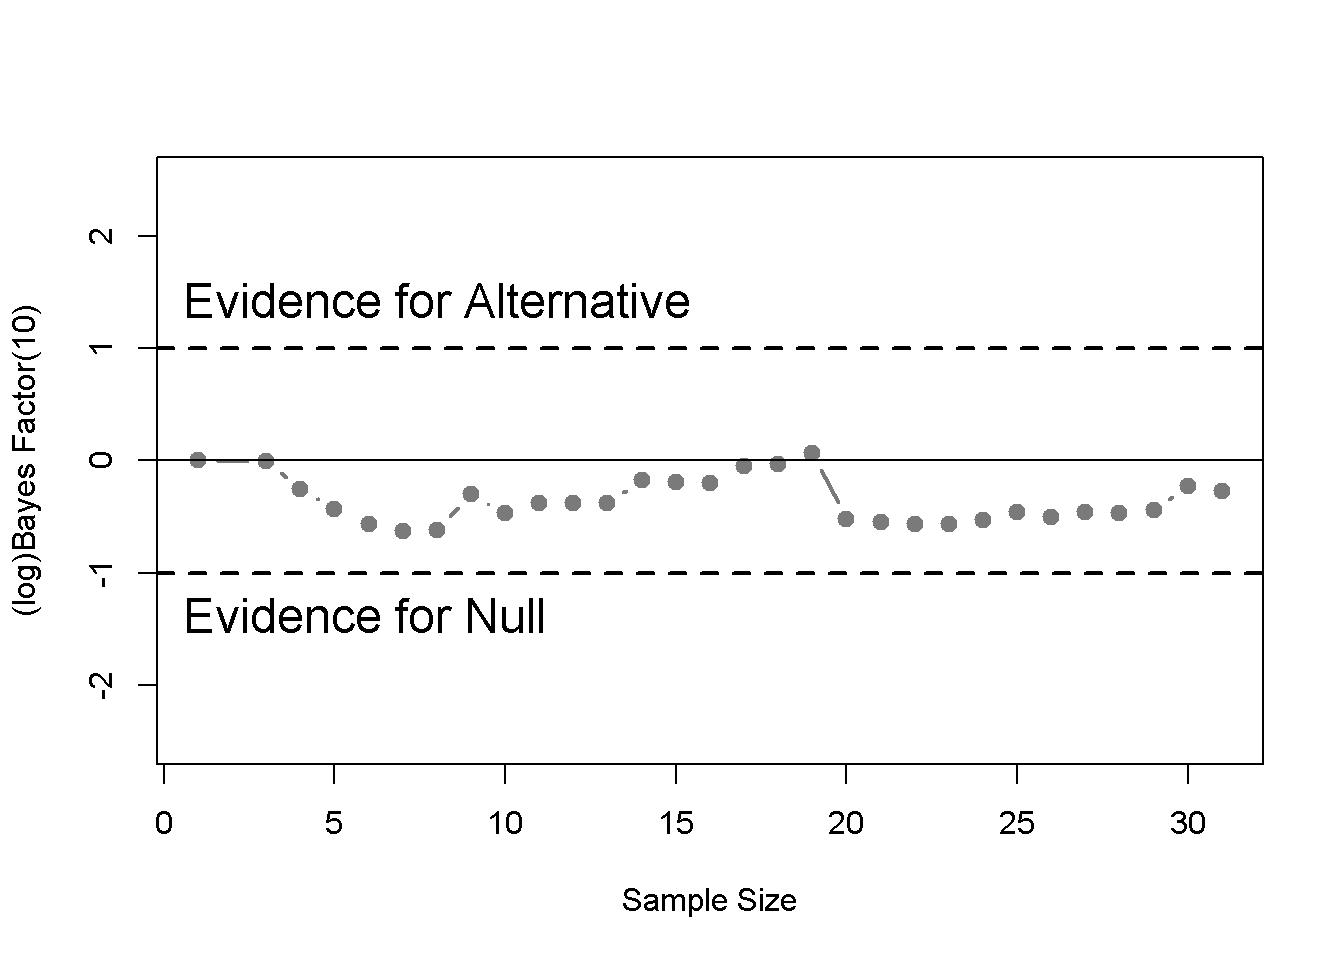 2
Evidence for Alternative
1
(log)Bayes Factor(10)
0
-1
Evidence for Null
-2
0 5 10 15 20 25 30
Sample Size